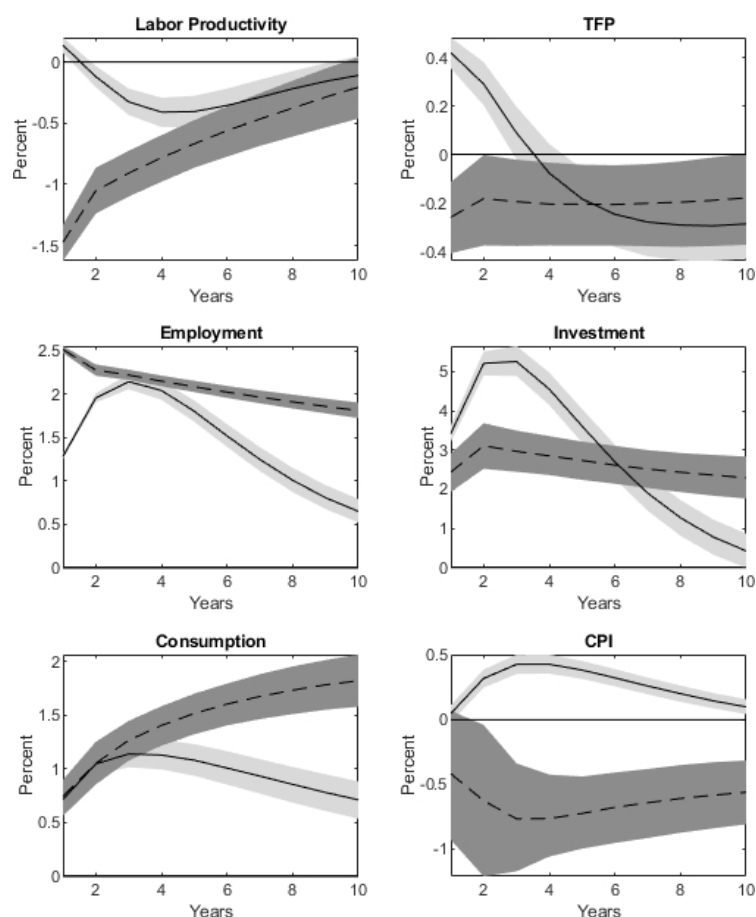 Labor Productivity
0
-0.5
-1
-1.5
Percent
2 4 6 8 10
Years
TFP
0.4
0.2
0
-0.2
-0.4
Percent
2 4 6 8 10
Years
Employment
2.5
2
1.5
1
0.5
0
Percent
2 4 6 8 10
Years
Investment
5
4
3
2
1
0
Percent
2 4 6 8 10
Years
Consumption
2
1.5
1
0.5
0
Percent
2 4 6 8 10
Years
CPI
0.5
0
-0.5
-1
Percent
2 4 6 8 10
Years